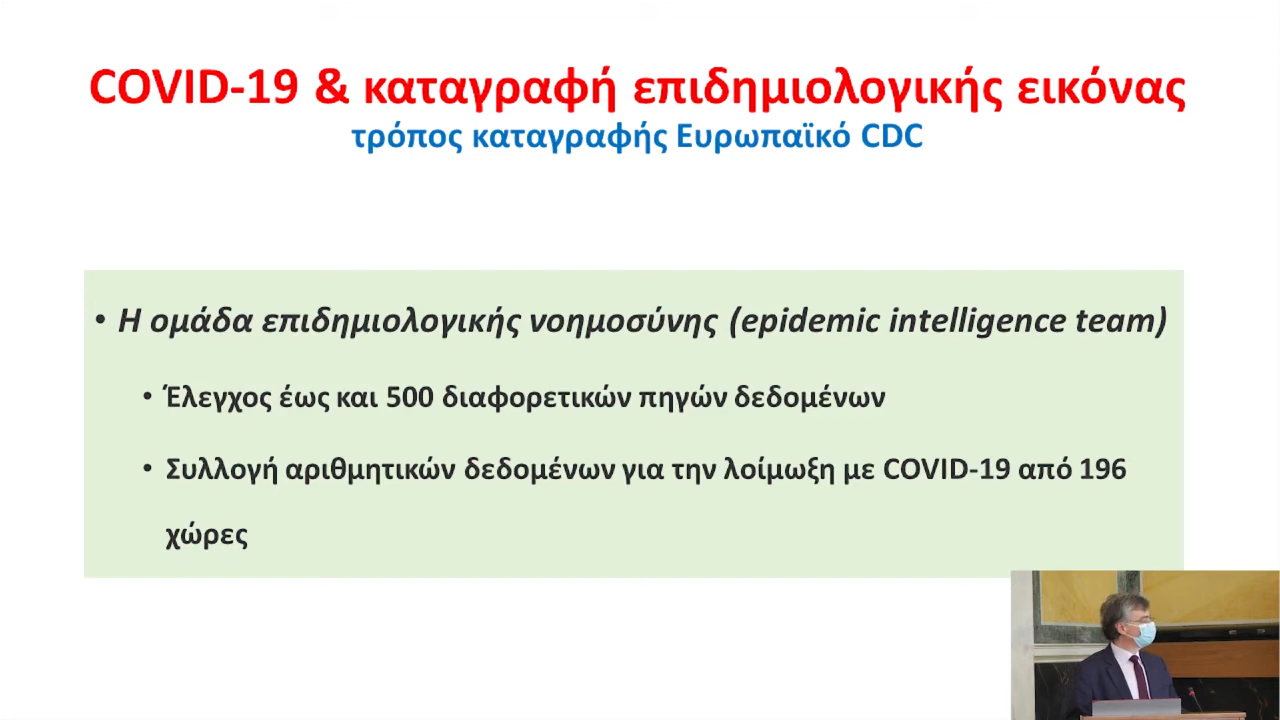 COVID-19 & καταγραφή επιδημιολογικής εικόνας
τρόπος καταγραφής Ευρωπαϊκό CDC
• Η ομάδα επιδημιολογικής νοημοσύνης (epidemic intelligence team)
• Έλεγχος έως και 500 διαφορετικών πηγών δεδομένων
• Συλλογή αριθμητικών δεδομένων για την λοίμωξη με COVID-19 από 196
χώρες